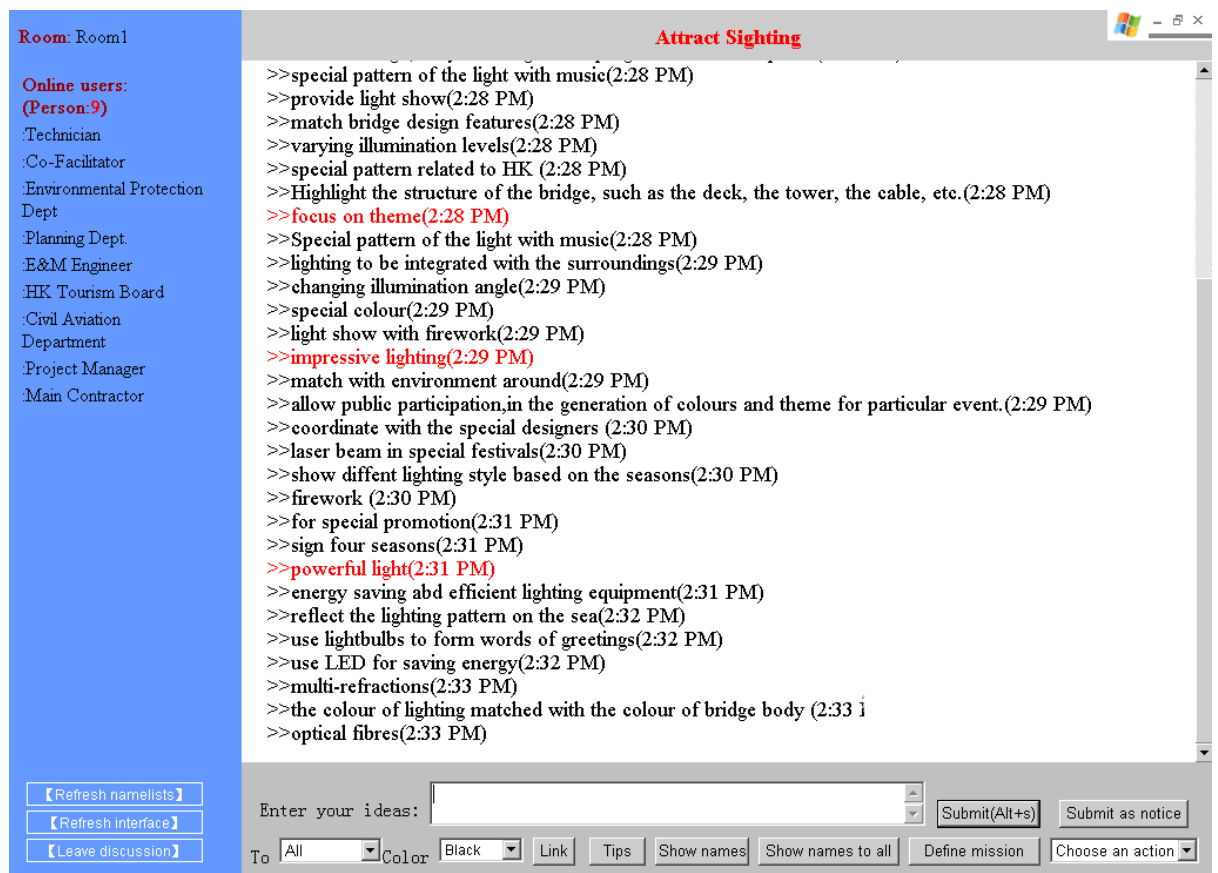 Room: Room1
Attract Sighting
Online users:
(Person:9)
:Technician
:Co-Facilitator
:Environmental Protection
Dept
:Planning Dept.
:E&M Engineer
:HK Tourism Board
:Civil Aviation
Department
:Project Manager
:Main Contractor
>>special pattern of the light with music(2:28 PM)
>>provide light show(2:28 PM)
>>match bridge design features(2:28 PM)
>>varying illumination levels(2:28 PM)
>>special pattern related to HK (2:28 PM)
>>Highlight the structure of the bridge, such as the deck, the tower, the cable, etc.(2:28 PM)
>>focus on theme(2:28 PM)
>>Special pattern of the light with music(2:28 PM)
>>lighting to be integrated with the surroundings(2:29 PM)
>>changing illumination angle(2:29 PM)
>>special colour(2:29 PM)
>>light show with firework(2:29 PM)
>>impressive lighting(2:29 PM)
>>match with environment around(2:29 PM)
>>allow public participation,in the generation of colours and theme for particular event.(2:29 PM)
>>coordinate with the special designers (2:30 PM)
>>laser beam in special festivals(2:30 PM)
>>show diffent lighting style based on the seasons(2:30 PM)
>>firework (2:30 PM)
>>for special promotion(2:31 PM)
>>sign four seasons(2:31 PM)
>>powerful light(2:31 PM)
>>energy saving abd efficient lighting equipment(2:31 PM)
>>reflect the lighting pattern on the sea(2:32 PM)
>>use lightbulbs to form words of greetings(2:32 PM)
>>use LED for saving energy(2:32 PM)
>>multi-refractions(2:33 PM)
>>the colour of lighting matched with the colour of bridge body (2:33
>>optical fibres(2:33 PM)
【Refresh namelists】
【Refresh interface】
【Leave discussion】
Enter your ideas:
Submit(Alt+s) Submit as notice
To All Color Black Link Tips Show names Show names to all Define mission Choose an action